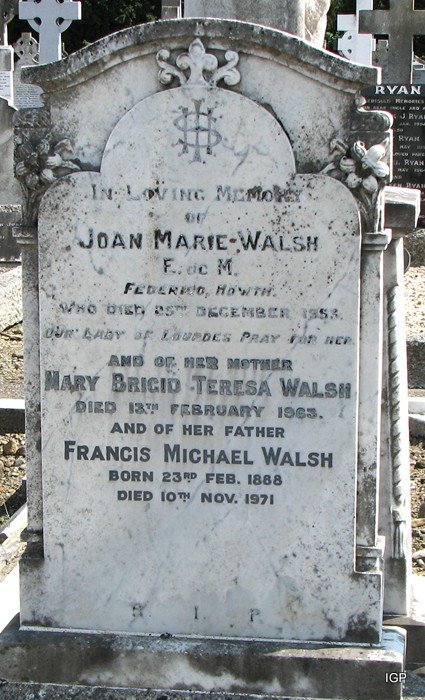 IHS
In Loving Memory
of
Joan Marie-Walsh
E. de M.
Federigo, Howth.
who died 25th December 1953.
Our Lady of Lourdes Pray for her
and of her mother
Mary Brigid Teresa Walsh
Died 13th February 1963.
and of her father
Francis Michael Walsh
born 23rd Feb. 1888
died 10th Nov. 1971
R. I. P.
RYAN
IGP